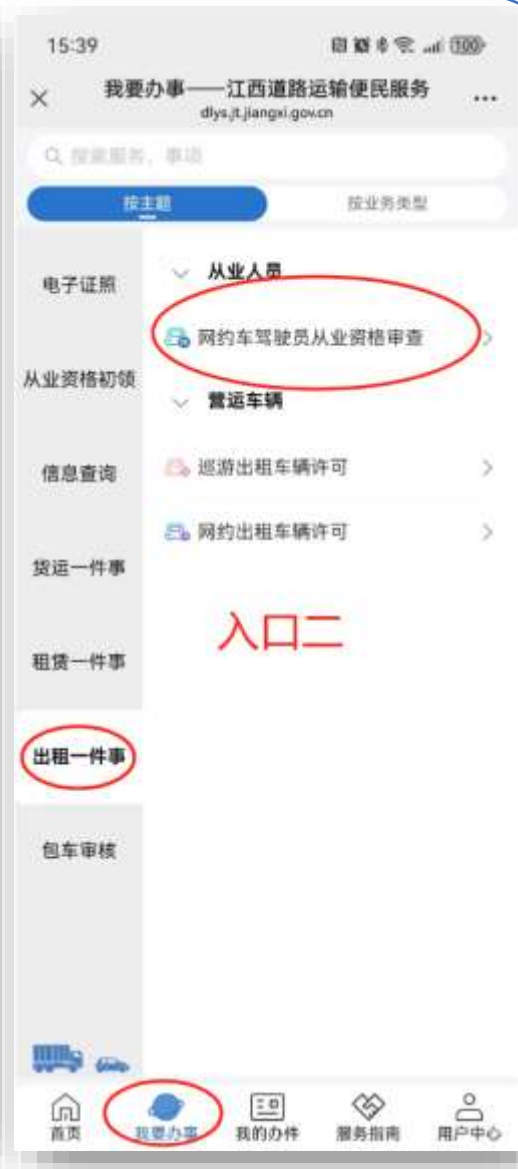 15:39
100
我要办事——江西道路运输便民服务
dlys.jt.jiangxi.gov.cn
搜索服务、事项
按主题
按业务类型
电子证照
从业资格初领
信息查询
货运一件事
租赁一件事
出租一件事
包车审核
从业人员
网约车驾驶员从业资格审查
营运车辆
巡游出租车辆许可
网约出租车辆许可
入口二
首页
我要办事
我的办件
服务指南
用户中心